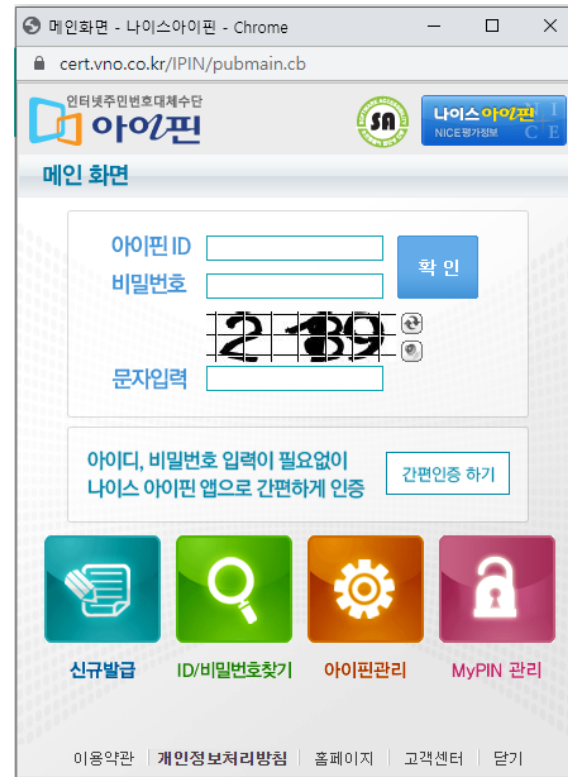 메인화면 - 나이스아이핀 - Chrome
cert.vno.co.kr/IPIN/pubmain.cb
인터넷주민번호대체수단
아이핀
SA
나이스아이핀
NICE평가정보
NICE
메인 화면
아이핀 ID
확 인
비밀번호
문자입력
아이디, 비밀번호 입력이 필요없이
나이스 아이핀 앱으로 간편하게 인증
간편인증 하기
신규발급
ID/비밀번호찾기
아이핀관리
MyPIN 관리
이용약관
개인정보처리방침
홈페이지
고객센터
닫기